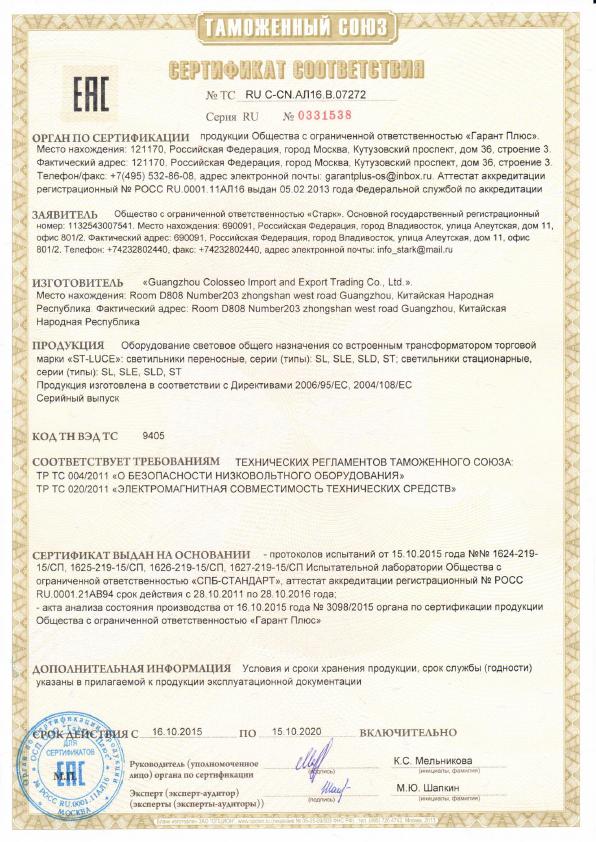 ТАМОЖЕННЫЙ СОЮЗ
ЕАС
СЕРТИФИКАТ СООТВЕТСТВИЯ
№ ТС RU C-CN.АЛ16.В.07272
Серия RU № 0331538
ОРГАН ПО СЕРТИФИКАЦИИ продукции Общества с ограниченной ответственностью «Гарант Плюс».
Место нахождения: 121170, Российская Федерация, город Москва, Кутузовский проспект, дом 36, строение 3.
Фактический адрес: 121170, Российская Федерация, город Москва, Кутузовский проспект, дом 36, строение 3.
Телефон/факс: +7(495) 532-86-08, адрес электронной почты: garantplus-os@inbox.ru. Аттестат аккредитации
регистрационный № РОСС RU.0001.11АЛ16 выдан 05.02.2013 года Федеральной службой по аккредитации
ЗАЯВИТЕЛЬ Общество с ограниченной ответственностью «Старк». Основной государственный регистрационный
номер: 1132543007541. Место нахождения: 690091, Российская Федерация, город Владивосток, улица Алеутская, дом 11,
офис 801/2. Фактический адрес: 690091, Российская Федерация, город Владивосток, улица Алеутская, дом 11, офис
801/2. Телефон: +74232802440, факс: +74232802440, адрес электронной почты: info_stark@mail.ru
ИЗГОТОВИТЕЛЬ «Guangzhou Colosseo Import and Export Trading Co., Ltd.».
Место нахождения: Room D808 Number203 zhongshan west road Guangzhou, Китайская Народная
Республика. Фактический адрес: Room D808 Number203 zhongshan west road Guangzhou, Китайская
Народная Республика
ПРОДУКЦИЯ Оборудование световое общего назначения со встроенным трансформатором торговой
марки «ST-LUCE»: светильники переносные, серии (типы): SL, SLE, SLD, ST; светильники стационарные,
серии (типы): SL, SLE, SLD, ST
Продукция изготовлена в соответствии с Директивами 2006/95/ЕС, 2004/108/ЕС
Серийный выпуск
КОД ТН ВЭД ТС 9405
СООТВЕТСТВУЕТ ТРЕБОВАНИЯМ ТЕХНИЧЕСКИХ РЕГЛАМЕНТОВ ТАМОЖЕННОГО СОЮЗА:
ТР ТС 004/2011 «О БЕЗОПАСНОСТИ НИЗКОВОЛЬТНОГО ОБОРУДОВАНИЯ»
ТР ТС 020/2011 «ЭЛЕКТРОМАГНИТНАЯ СОВМЕСТИМОСТЬ ТЕХНИЧЕСКИХ СРЕДСТВ»
СЕРТИФИКАТ ВЫДАН НА ОСНОВАНИИ - протоколов испытаний от 15.10.2015 года №№ 1624-219-
15/СП, 1625-219-15/СП, 1626-219-15/СП, 1627-219-15/СП Испытательной лаборатории Общества с
ограниченной ответственностью «СПБ-СТАНДАРТ», аттестат аккредитации регистрационный № РОСС
RU.0001.21АВ94 срок действия с 28.10.2011 по 28.10.2016 года;
- акта анализа состояния производства от 16.10.2015 года № 3098/2015 органа по сертификации продукции
Общества с ограниченной ответственностью «Гарант Плюс»
ДОПОЛНИТЕЛЬНАЯ ИНФОРМАЦИЯ Условия и сроки хранения продукции, срок службы (годности)
указаны в прилагаемой к продукции эксплуатационной документации
СРОК ДЕЙСТВИЯ С 16.10.2015 ПО 15.10.2020 ВКЛЮЧИТЕЛЬНО
ДЛЯ
СЕРТИФИКАТОВ
ЕАС
М.П.
№ РОСС RU.0001.11АЛ16
МОСКВА
Руководитель (уполномоченное
лицо) органа по сертификации
(подпись)
К.С. Мельникова
(инициалы, фамилия)
Эксперт (эксперт-аудитор)
(эксперты (эксперты-аудиторы))
(подпись)
М.Ю. Шапкин
(инициалы, фамилия)